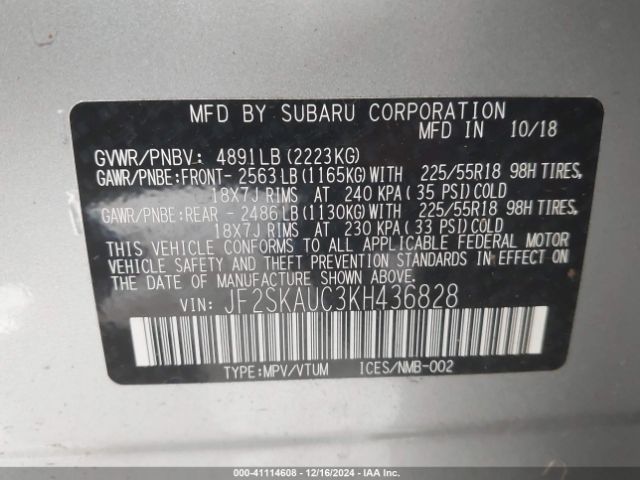 MFD BY SUBARU CORPORATION
MFD IN 10/18
GVWR/PNBV: 4891LB(2223KG)
GAWR/PNBE:FRONT-2563LB(1165KG)WITH 225/55R18 98H TIRES,
18X7J RIMS AT 240 KPA(35 PSI)COLD
GAWR/PNBE:REAR -2486LB(1130KG)WITH 225/55R18 98H TIRES,
18X7J RIMS AT 230 KPA(33 PSI)COLD
THIS VEHICLE CONFORMS TO ALL APPLICABLE FEDERAL MOTOR
VEHICLE SAFETY AND THEFT PREVENTION STANDARDS IN EFFECT
ON THE DATE OF MANUFACTURE SHOWN ABOVE.
VIN: JF2SKAUC3KH436828
TYPE:MPV/VTUM ICES/NMB-002
000-41114608 - 12/16/2024 - IAA Inc.